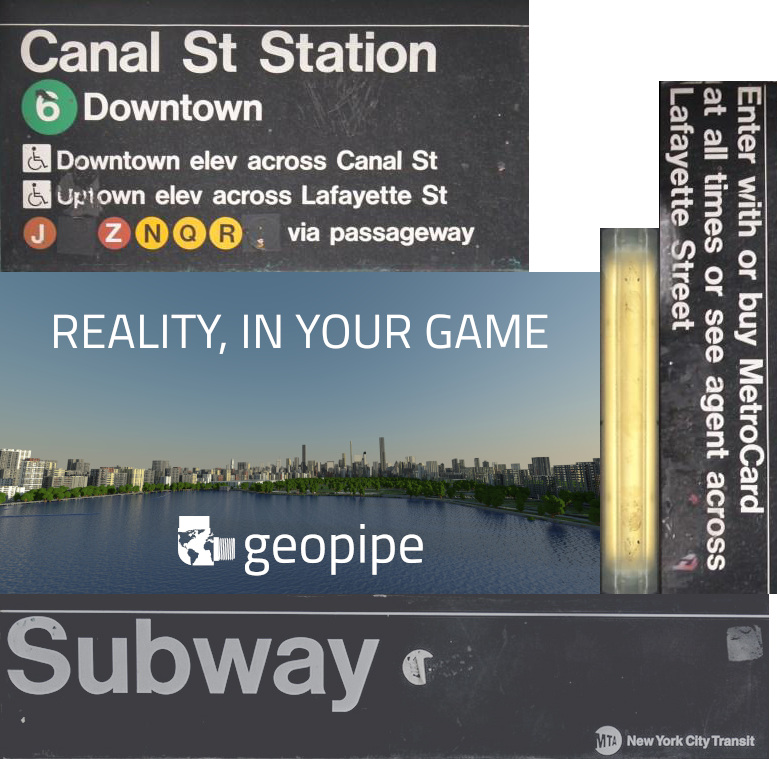 Canal St Station
6 Downtown
Downtown elev across Canal St
Uptown elev across Lafayette St
J Z N Q R via passageway
Enter with or buy MetroCard
at all times or see agent across
Lafayette Street
REALITY, IN YOUR GAME
geopipe
Subway
MTA New York City Transit